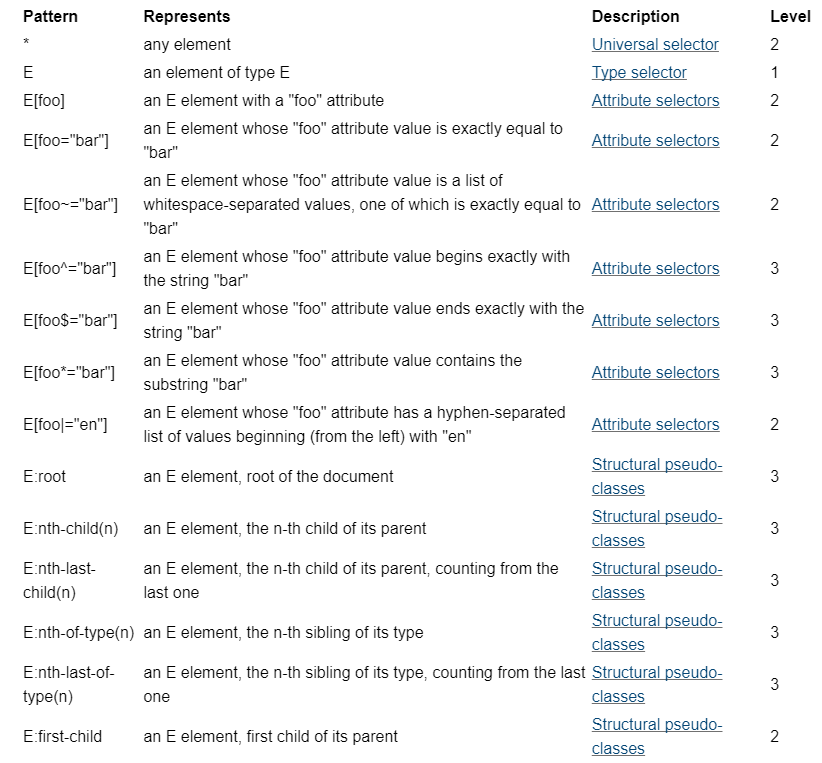 Pattern Represents Description Level
* any element Universal selector 2
E an element of type E Type selector 1
E[foo] an E element with a "foo" attribute Attribute selectors 2
E[foo="bar"] an E element whose "foo" attribute value is exactly equal to "bar" Attribute selectors 2
E[foo~="bar"] an E element whose "foo" attribute value is a list of whitespace-separated values, one of which is exactly equal to "bar" Attribute selectors 2
E[foo^="bar"] an E element whose "foo" attribute value begins exactly with the string "bar" Attribute selectors 3
E[foo$="bar"] an E element whose "foo" attribute value ends exactly with the string "bar" Attribute selectors 3
E[foo*="bar"] an E element whose "foo" attribute value contains the substring "bar" Attribute selectors 3
E[foo|="en"] an E element whose "foo" attribute has a hyphen-separated list of values beginning (from the left) with "en" Attribute selectors 2
E:root an E element, root of the document Structural pseudo-classes 3
E:nth-child(n) an E element, the n-th child of its parent Structural pseudo-classes 3
E:nth-last-child(n) an E element, the n-th child of its parent, counting from the last one Structural pseudo-classes 3
E:nth-of-type(n) an E element, the n-th sibling of its type Structural pseudo-classes 3
E:nth-last-of-type(n) an E element, the n-th sibling of its type, counting from the last one Structural pseudo-classes 3
E:first-child an E element, first child of its parent Structural pseudo-classes 2